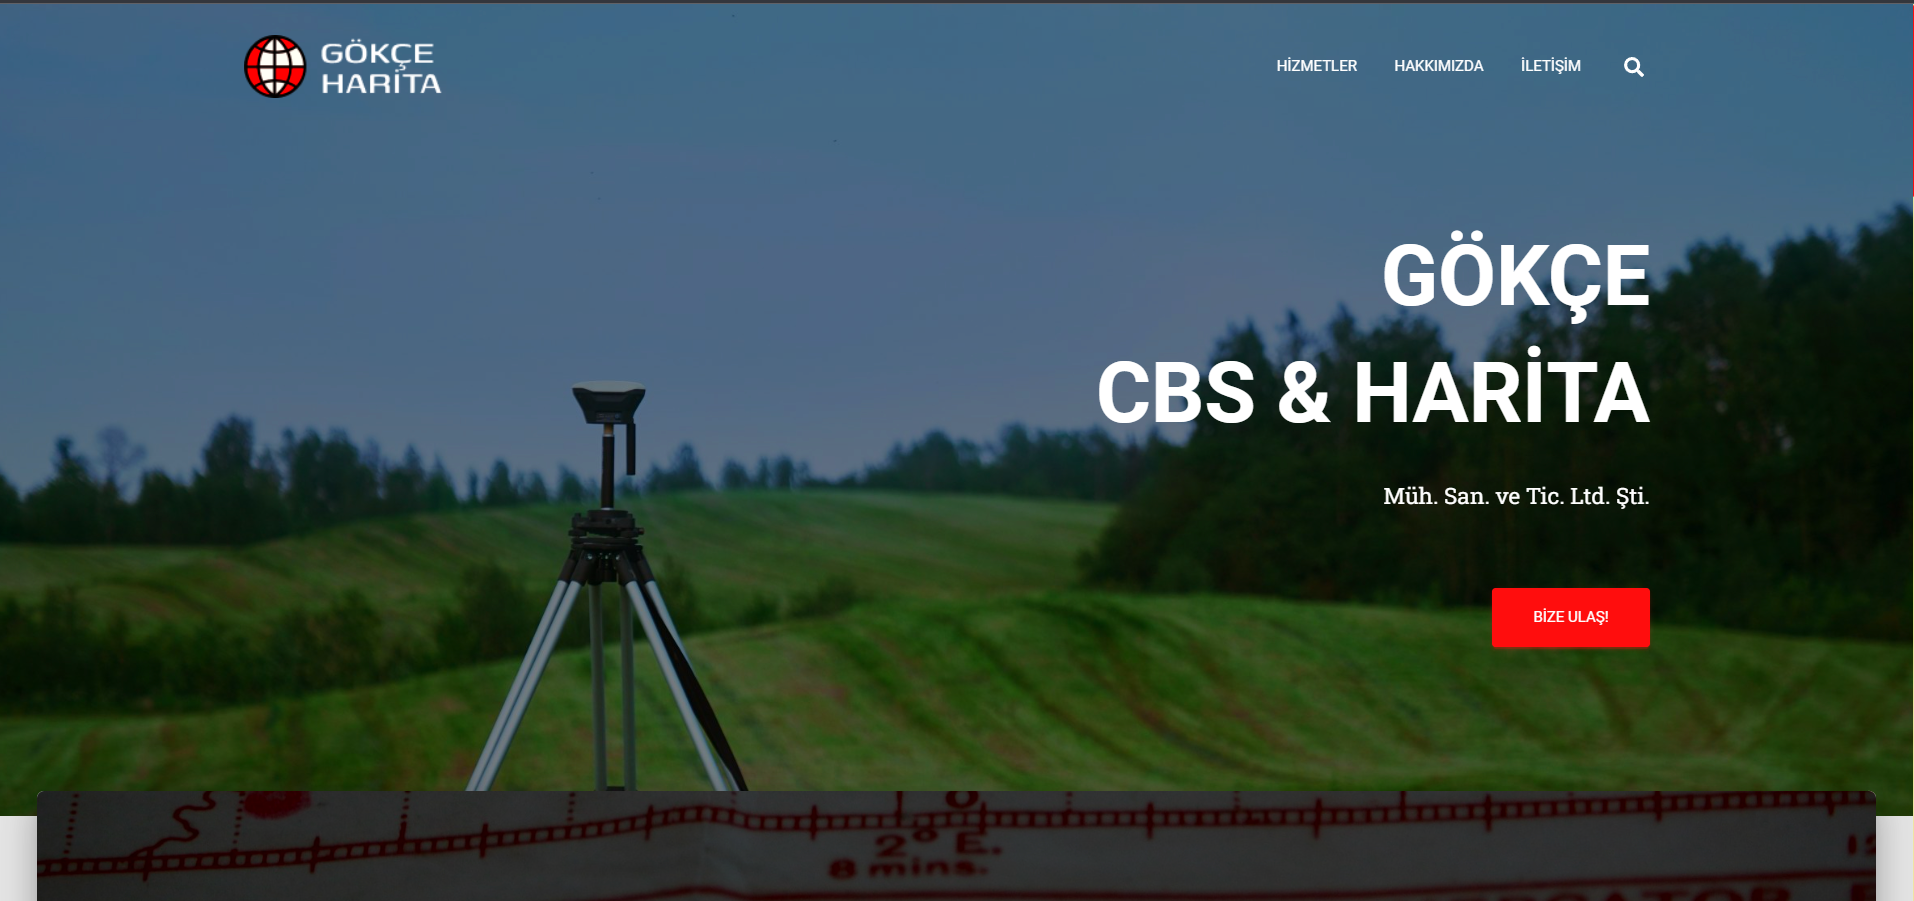 GÖKÇE
HARİTA
HİZMETLER
HAKKIMIZDA
İLETİŞİM
GÖKÇE
CBS & HARİTA
Müh. San. ve Tic. Ltd. Şti.
BİZE ULAŞ!
0
2° E.
8 mins.